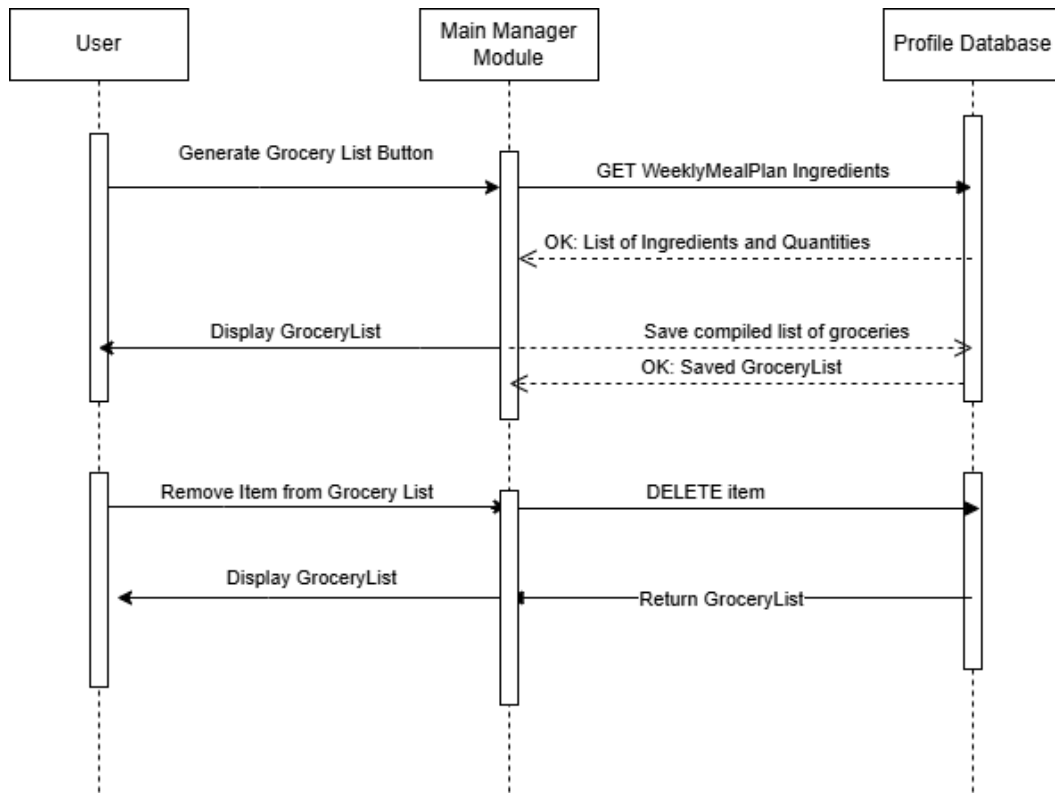 User
Main Manager
Module
Profile Database
Generate Grocery List Button
GET WeeklyMealPlan Ingredients
OK: List of Ingredients and Quantities
Display GroceryList
Save compiled list of groceries
OK: Saved GroceryList
Remove Item from Grocery List
DELETE item
Display GroceryList
Return GroceryList